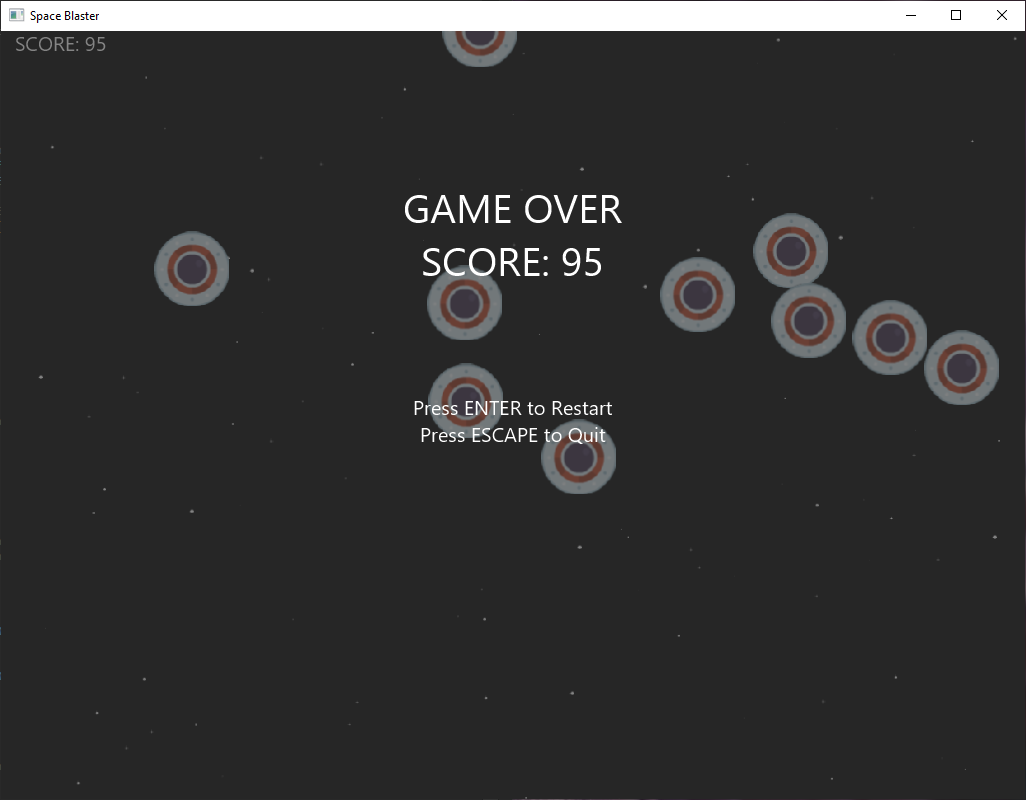 Space Blaster
SCORE: 95
GAME OVER
SCORE: 95
Press ENTER to Restart
Press ESCAPE to Quit